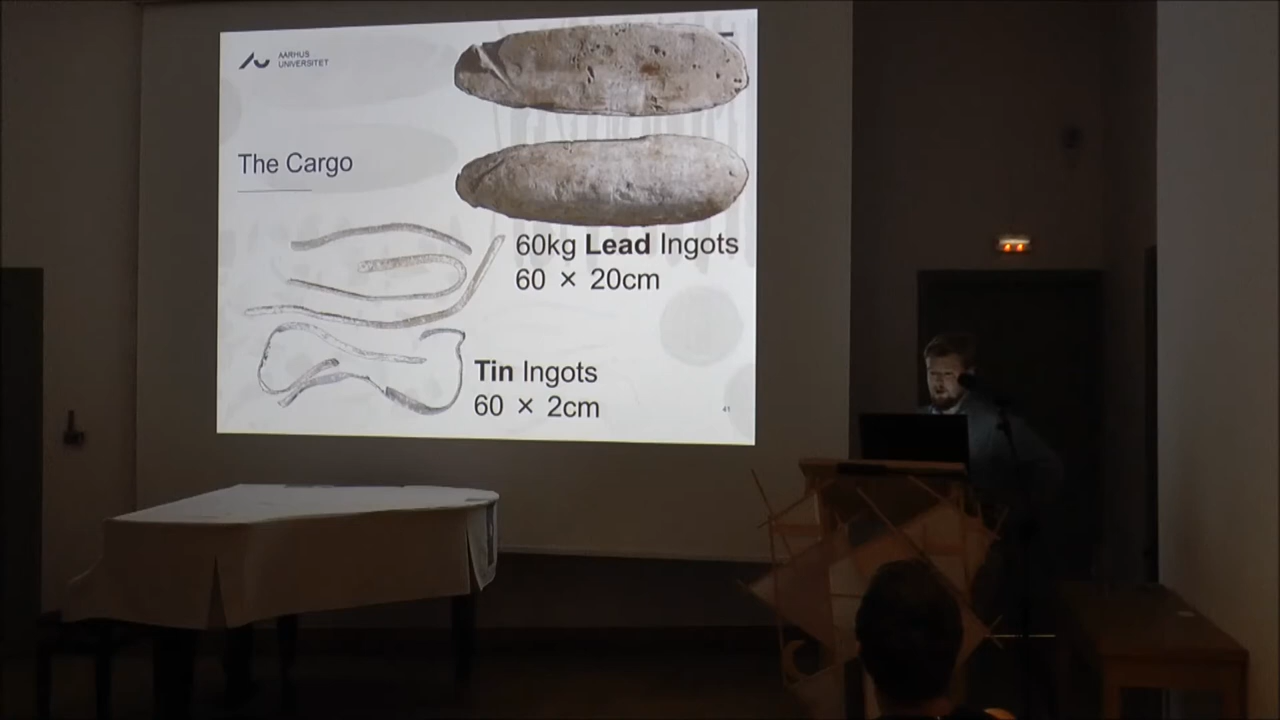 AARHUS
UNIVERSITET
The Cargo
60kg Lead Ingots
60 × 20cm
Tin Ingots
60 × 2cm
41